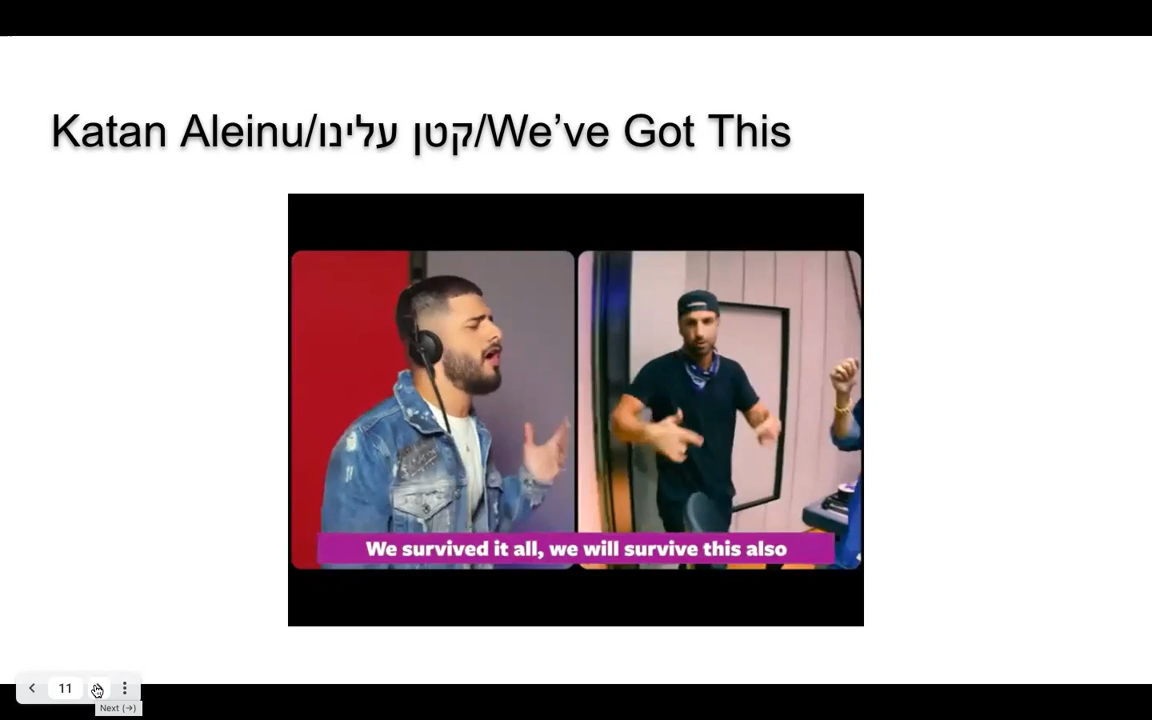 Katan Aleinu/קטן עלינו/We’ve Got This
We survived it all, we will survive this also
11
Next (→)